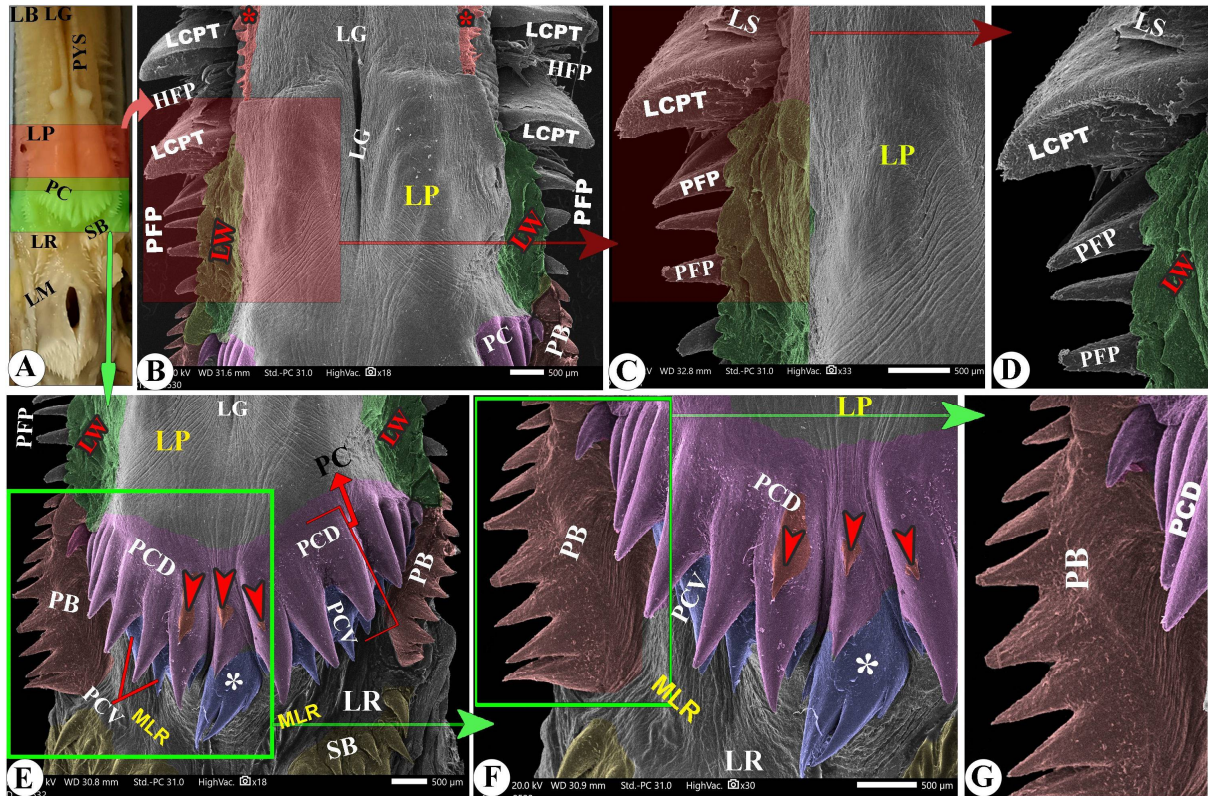 LB LG
PYS
LP
PC
SB
LR
LM
A
LCPT
*
LG
*
LCPT
HFP
HFP
LCPT
LG
LCPT
LP
PFP
LW
LW
PFP
PC
PB
B
0 kV WD 31.6 mm Std.-PC 31.0 HighVac. x18 500 µm
530
LS
LCPT
LP
PFP
PFP
C
WD 32.8 mm Std.-PC 31.0 HighVac. x33 500 µm
LS
LCPT
PFP
LW
PFP
D
PFP
LW
LG
LP
LW
PC
PCD
PCD
PB
PB
PCV
*
PCV
MLR
MLR
LR
SB
E
kV WD 30.8 mm Std.-PC 31.0 HighVac. x18 500 µm
LP
PCD
PB
PCV
*
MLR
LR
F
20.0 kV WD 30.9 mm Std.-PC 31.0 HighVac. x30 500 µm
PCD
PB
G